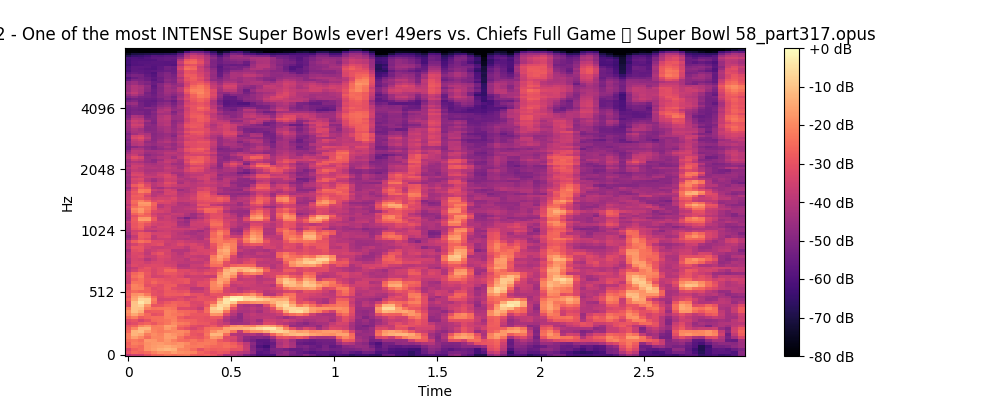 2 - One of the most INTENSE Super Bowls ever! 49ers vs. Chiefs Full Game Super Bowl 58_part317.opus
4096
2048
1024
512
0
Hz
0
0.5
1
1.5
2
2.5
Time
+0 dB
-10 dB
-20 dB
-30 dB
-40 dB
-50 dB
-60 dB
-70 dB
-80 dB